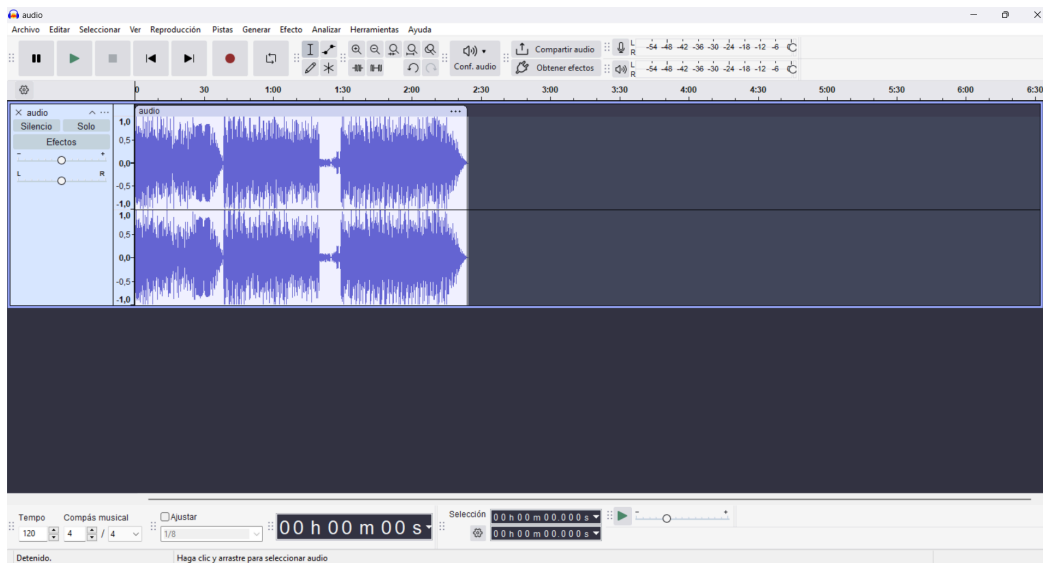 audio
Archivo Editar Seleccionar Ver Reproducción Pistas Generar Efecto Analizar Herramientas Ayuda
Conf. audio
Compartir audio
Obtener efectos
L R -54 -48 -42 -36 -30 -24 -18 -12 -6
L R -54 -48 -42 -36 -30 -24 -18 -12 -6
0 30 1:00 1:30 2:00 2:30 3:00 3:30 4:00 4:30 5:00 5:30 6:00 6:30
audio
Silencio Solo
Efectos
- +
L R
1,0
0,5
0,0
-0,5
-1,0
1,0
0,5
0,0
-0,5
-1,0
audio
Tempo
120
Compás musical
4 / 4
Ajustar
1/8
00 h 00 m 00 s
Selección
00 h 00 m 00.000 s
00 h 00 m 00.000 s
Detenido.
Haga clic y arrastre para seleccionar audio